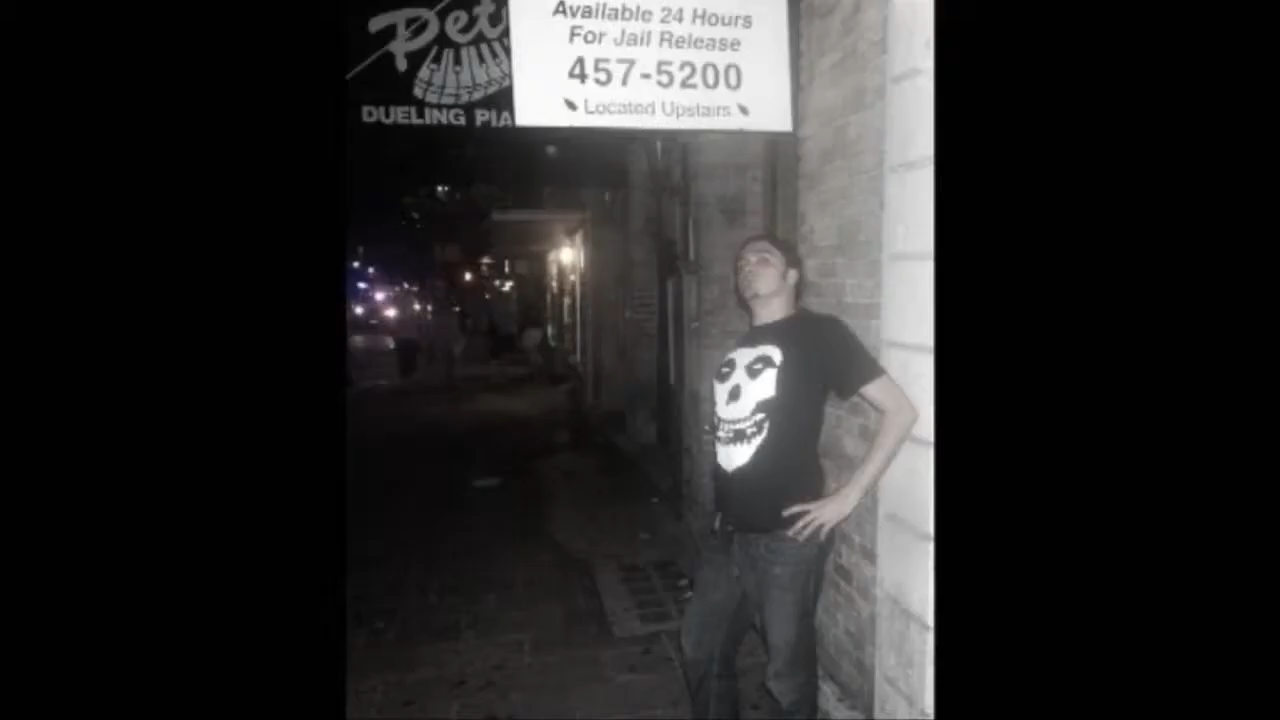 Pet
DUELING PIA
Available 24 Hours
For Jail Release
457-5200
Located Upstairs